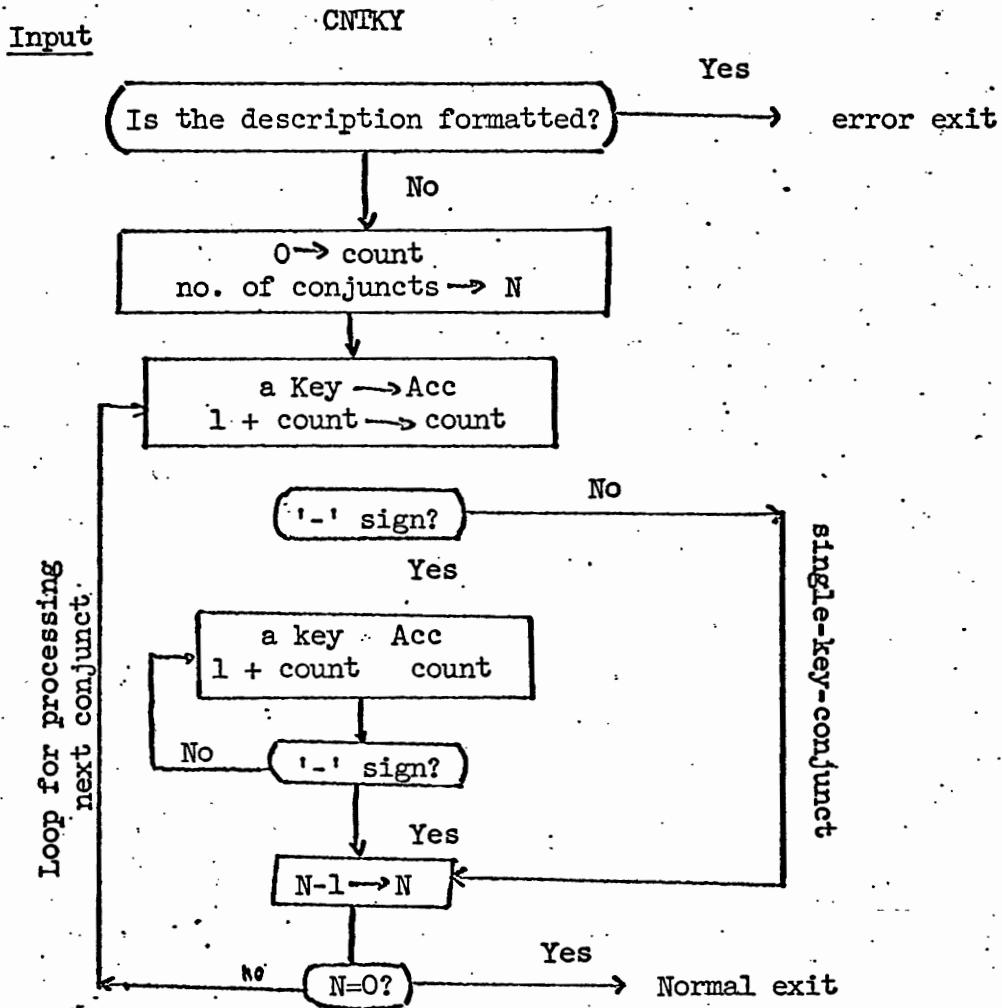 CNTKY
Input
Yes
Is the description formatted?
error exit
No
0→ count
no. of conjuncts → N
a Key → Acc
1 + count → count
'-' sign?
No
Yes
single-key-conjunct
Loop for processing
next conjunct
a key Acc
1 + count count
No
'-' sign?
Yes
N-1→ N
no
N=0?
Yes
Normal exit